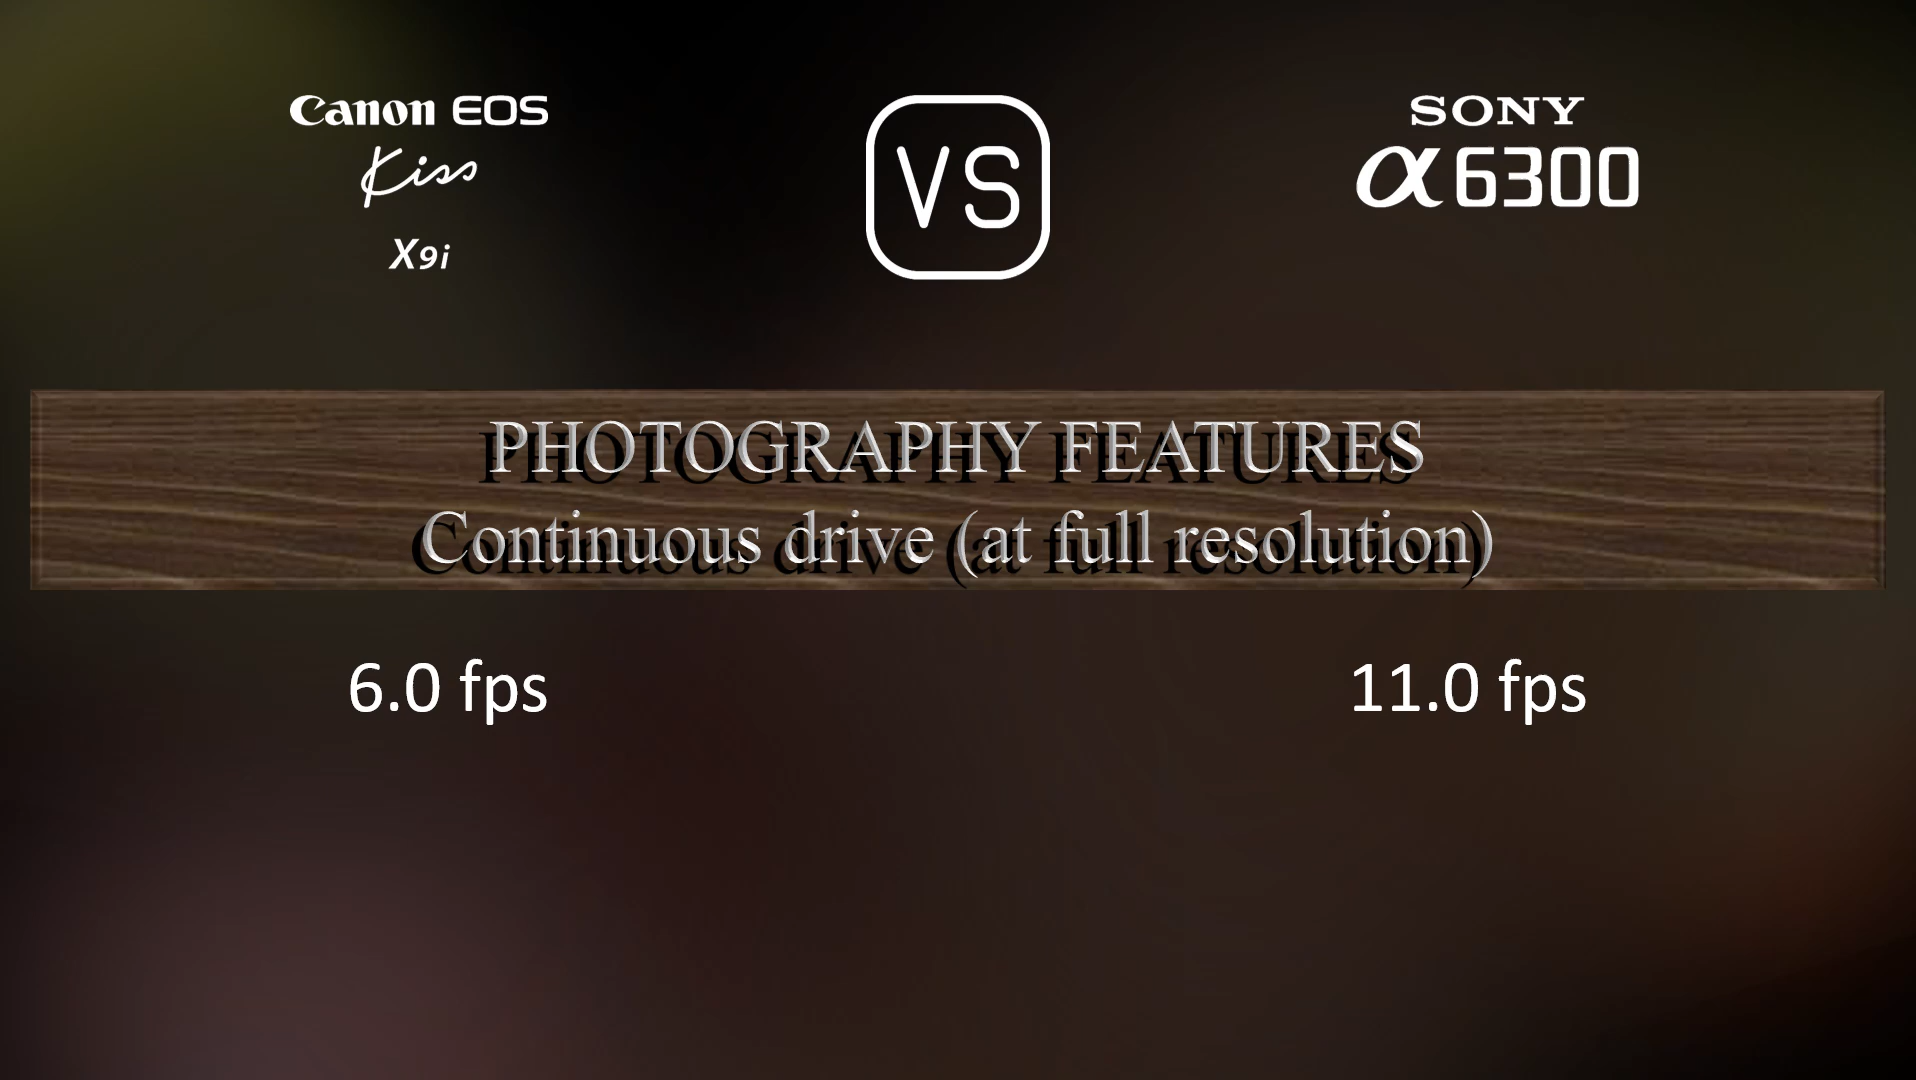 Canon EOS
Kiss
X9i
VS
SONY
α6300
PHOTOGRAPHY FEATURES
Continuous drive (at full resolution)
6.0 fps
11.0 fps